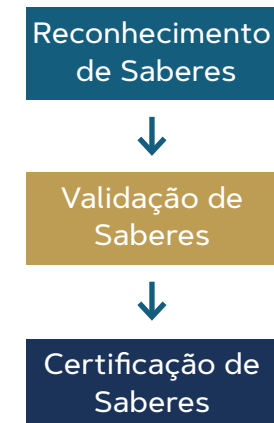 Reconhecimento
de Saberes
Validação de
Saberes
Certificação de
Saberes